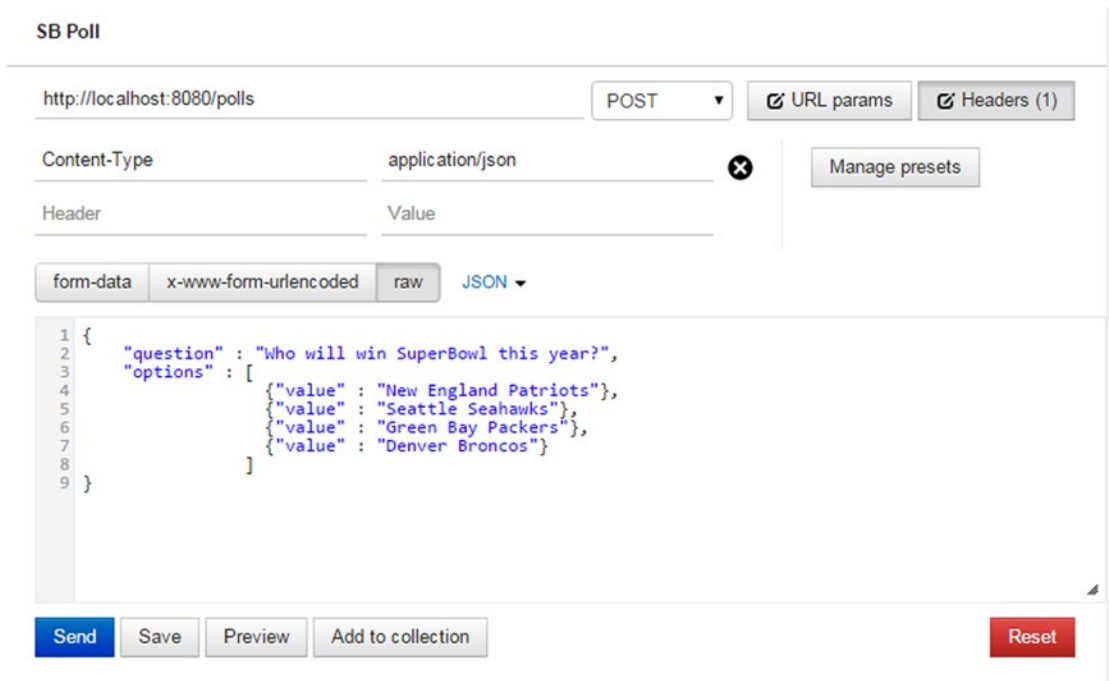 SB Poll
http://localhost:8080/polls POST URL params Headers (1)
Content-Type application/json Manage presets
Header Value
form-data x-www-form-urlencoded raw JSON
1 {
2 "question" : "Who will win SuperBowl this year?",
3 "options" : [
4 {"value" : "New England Patriots"},
5 {"value" : "Seattle Seahawks"},
6 {"value" : "Green Bay Packers"},
7 {"value" : "Denver Broncos"}
8 ]
9 }
Send Save Preview Add to collection Reset